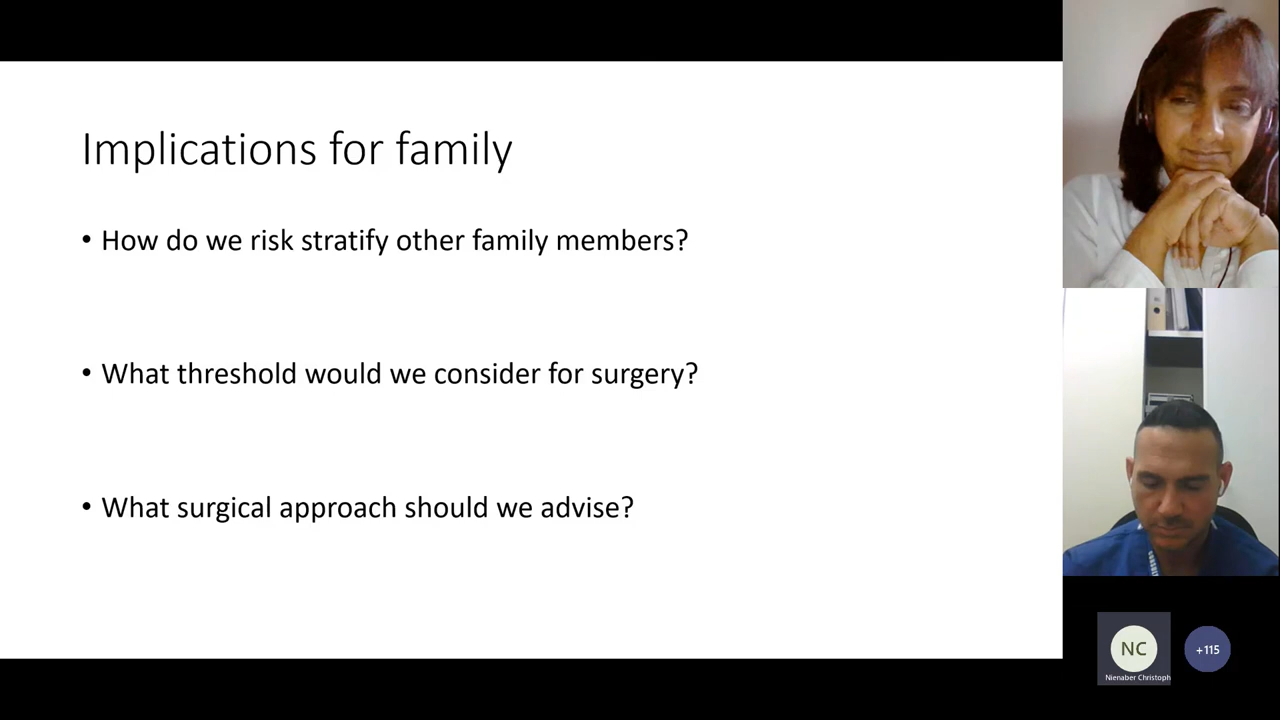 Implications for family
• How do we risk stratify other family members?
• What threshold would we consider for surgery?
• What surgical approach should we advise?
NC
+115
Nienaber Christoph